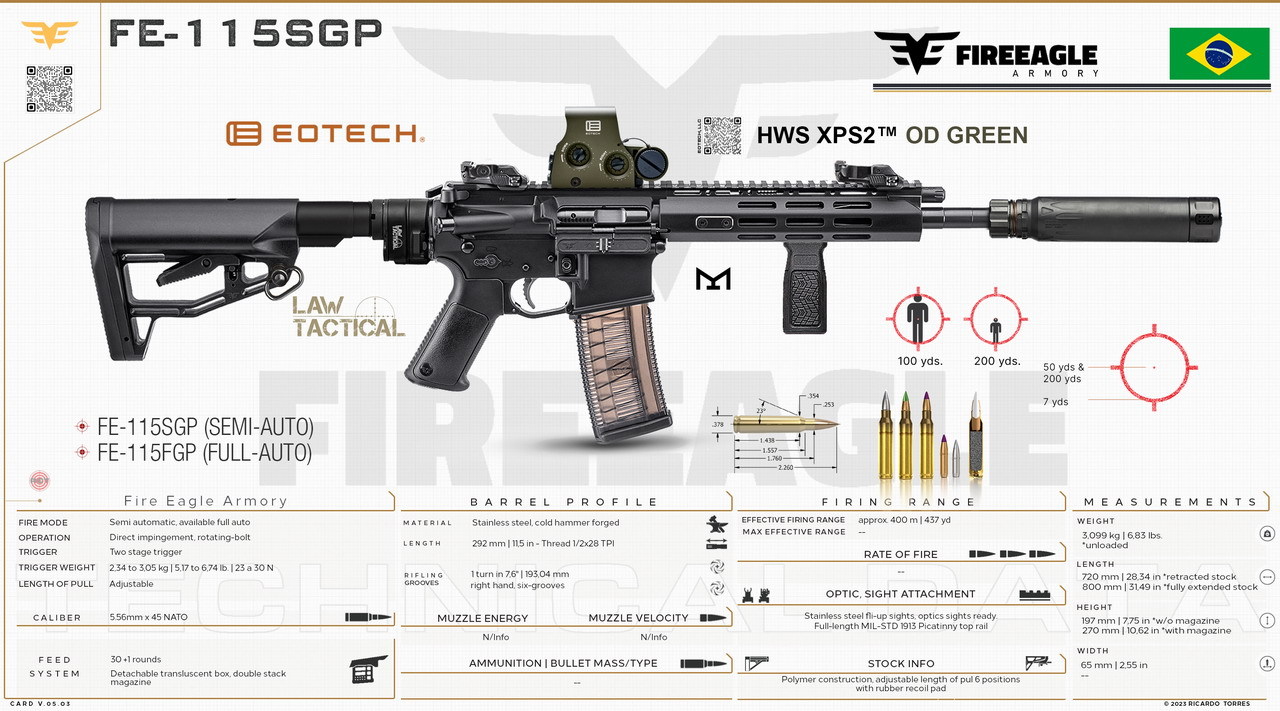 FE-115SGP
FIREEAGLE
ARMORY
EOTECH®
EOTECH
EOTECH, LLC
HWS XPS2™ OD GREEN
LAW
TACTICAL
LAW
TACTICAL
100 yds.
200 yds.
50 yds &
200 yds
7 yds
FIREEAGLE
FE-115SGP (SEMI-AUTO)
FE-115FGP (FULL-AUTO)
.378
23°
.354
.253
1.438
1.557
1.760
2.260
Fire Eagle Armory
FIRE MODE Semi automatic, available full auto
OPERATION Direct impingement, rotating-bolt
TRIGGER Two stage trigger
TRIGGER WEIGHT 2,34 to 3,05 kg | 5,17 to 6,74 lb. | 23 a 30 N
LENGTH OF PULL Adjustable
CALIBER 5.56mm x 45 NATO
FEED
SYSTEM
30 +1 rounds
Detachable transluscent box, double stack
magazine
BARREL PROFILE
MATERIAL Stainless steel, cold hammer forged
LENGTH 292 mm | 11,5 in - Thread 1/2x28 TPI
RIFLING
GROOVES
1 turn in 7,6" | 193,04 mm
right hand, six-grooves
MUZZLE ENERGY MUZZLE VELOCITY
N/Info N/Info
AMMUNITION | BULLET MASS/TYPE
--
FIRING RANGE
EFFECTIVE FIRING RANGE approx. 400 m | 437 yd
MAX EFFECTIVE RANGE --
RATE OF FIRE
--
OPTIC, SIGHT ATTACHMENT
Stainless steel fli-up sights, optics sights ready.
Full-length MIL-STD 1913 Picatinny top rail
STOCK INFO
Polymer construction, adjustable length of pul 6 positions
with rubber recoil pad
MEASUREMENTS
WEIGHT
3,099 kg | 6,83 lbs.
*unloaded
LENGTH
720 mm | 28,34 in *retracted stock
800 mm | 31,49 in *fully extended stock
HEIGHT
197 mm | 7,75 in *w/o magazine
270 mm | 10,62 in *with magazine
WIDTH
65 mm | 2,55 in
--
TECHNICAL DATA
CARD V.05.03
© 2023 RICARDO TORRES